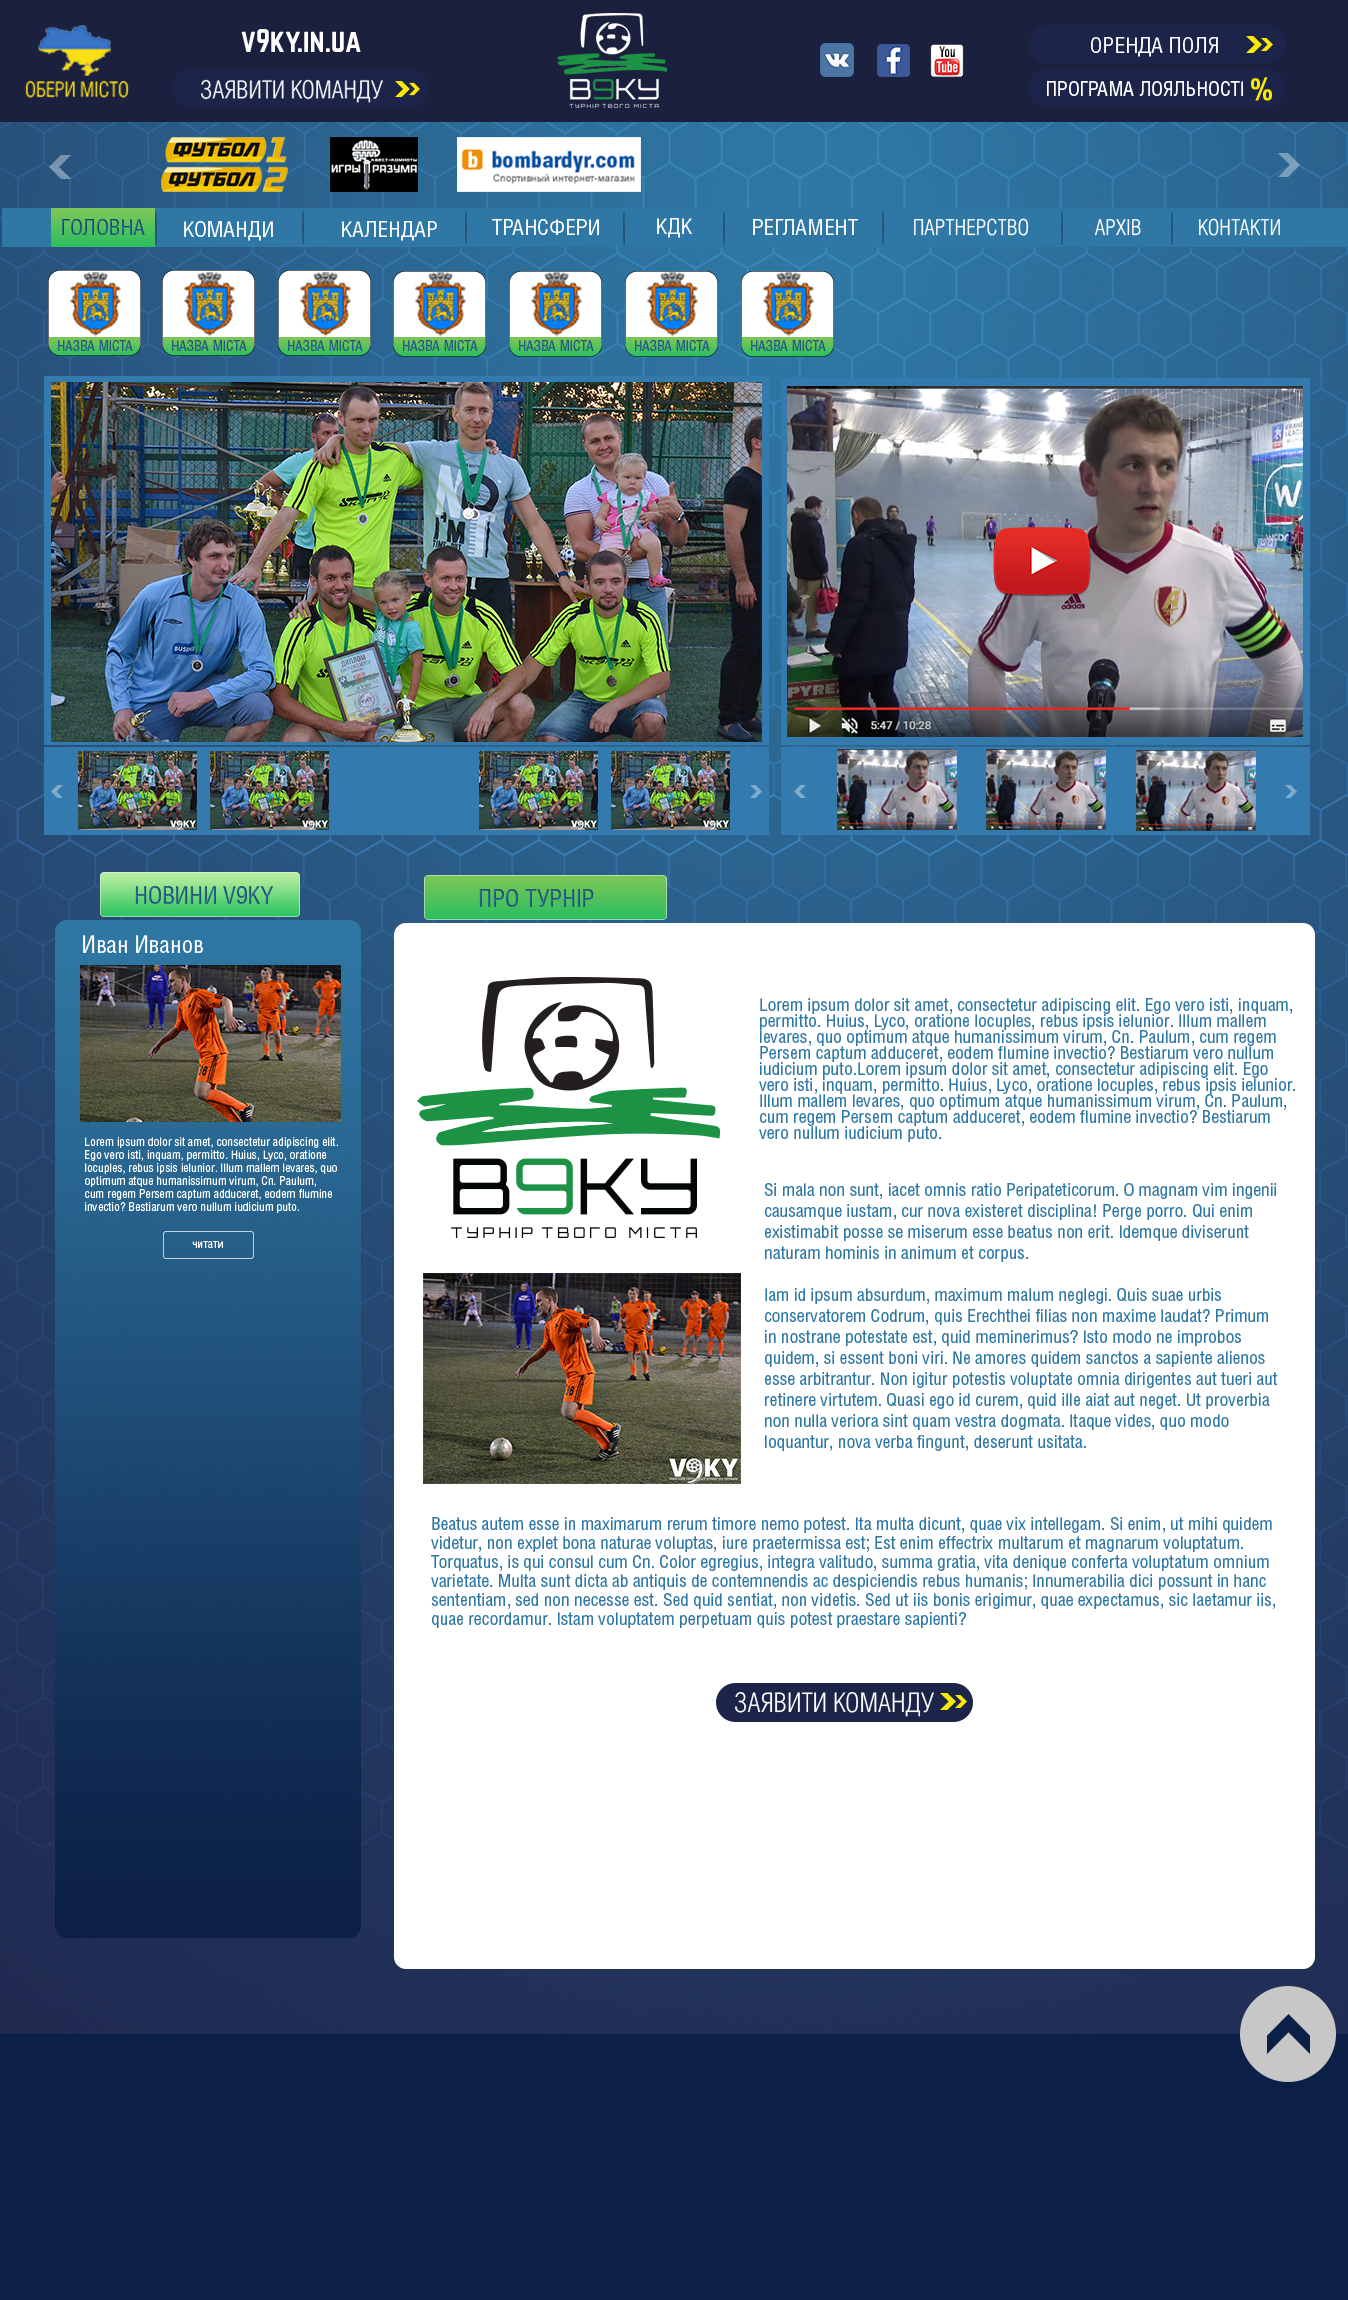 V9KY.IN.UA
ОБЕРИ МІСТО
ЗАЯВИТИ КОМАНДУ
В9КУ
ТУРНІР ТВОГО МІСТА
You
Tube
ОРЕНДА ПОЛЯ
ПРОГРАМА ЛОЯЛЬНОСТІ %
ФУТБОЛ 1
ФУТБОЛ 2
КВЕСТ-КОМНАТЫ
ИГРЫ РАЗУМА
bombardyr.com
Спортивный интернет-магазин
ГОЛОВНА
КОМАНДИ
КАЛЕНДАР
ТРАНСФЕРИ
КДК
РЕГЛАМЕНТ
ПАРТНЕРСТВО
АРХІВ
КОНТАКТИ
НАЗВА МІСТА
НАЗВА МІСТА
НАЗВА МІСТА
НАЗВА МІСТА
НАЗВА МІСТА
НАЗВА МІСТА
НАЗВА МІСТА
I'M
ДИПЛОМ
adidas
PYREZ
5:47 / 10:28
V9KY
V9KY
V9KY
V9KY
НОВИНИ V9KY
Иван Иванов
Lorem ipsum dolor sit amet, consectetur adipiscing elit.
Ego vero isti, inquam, permitto. Huius, Lyco, oratione
locuples, rebus ipsis ielunior. Illum mallem levares, quo
optimum atque humanissimum virum, Cn. Paulum,
cum regem Persem captum adduceret, eodem flumine
invectio? Bestiarum vero nullum iudicium puto.
читати
ПРО ТУРНІР
В9КУ
ТУРНІР ТВОГО МІСТА
Lorem ipsum dolor sit amet, consectetur adipiscing elit. Ego vero isti, inquam,
permitto. Huius, Lyco, oratione locuples, rebus ipsis ielunior. Illum mallem
levares, quo optimum atque humanissimum virum, Cn. Paulum, cum regem
Persem captum adduceret, eodem flumine invectio? Bestiarum vero nullum
iudicium puto.Lorem ipsum dolor sit amet, consectetur adipiscing elit. Ego
vero isti, inquam, permitto. Huius, Lyco, oratione locuples, rebus ipsis ielunior.
Illum mallem levares, quo optimum atque humanissimum virum, Cn. Paulum,
cum regem Persem captum adduceret, eodem flumine invectio? Bestiarum
vero nullum iudicium puto.
Si mala non sunt, iacet omnis ratio Peripateticorum. O magnam vim ingenii
causamque iustam, cur nova existeret disciplina! Perge porro. Qui enim
existimabit posse se miserum esse beatus non erit. Idemque diviserunt
naturam hominis in animum et corpus.
Iam id ipsum absurdum, maximum malum neglegi. Quis suae urbis
conservatorem Codrum, quis Erechthei filias non maxime laudat? Primum
in nostrane potestate est, quid meminerimus? Isto modo ne improbos
quidem, si essent boni viri. Ne amores quidem sanctos a sapiente alienos
esse arbitrantur. Non igitur potestis voluptate omnia dirigentes aut tueri aut
retinere virtutem. Quasi ego id curem, quid ille aiat aut neget. Ut proverbia
non nulla veriora sint quam vestra dogmata. Itaque vides, quo modo
loquantur, nova verba fingunt, deserunt usitata.
V9KY
Beatus autem esse in maximarum rerum timore nemo potest. Ita multa dicunt, quae vix intellegam. Si enim, ut mihi quidem
videtur, non explet bona naturae voluptas, iure praetermissa est; Est enim effectrix multarum et magnarum voluptatum.
Torquatus, is qui consul cum Cn. Color egregius, integra valitudo, summa gratia, vita denique conferta voluptatum omnium
varietate. Multa sunt dicta ab antiquis de contemnendis ac despiciendis rebus humanis; Innumerabilia dici possunt in hanc
sententiam, sed non necesse est. Sed quid sentiat, non videtis. Sed ut iis bonis erigimur, quae expectamus, sic laetamur iis,
quae recordamur. Istam voluptatem perpetuam quis potest praestare sapienti?
ЗАЯВИТИ КОМАНДУ